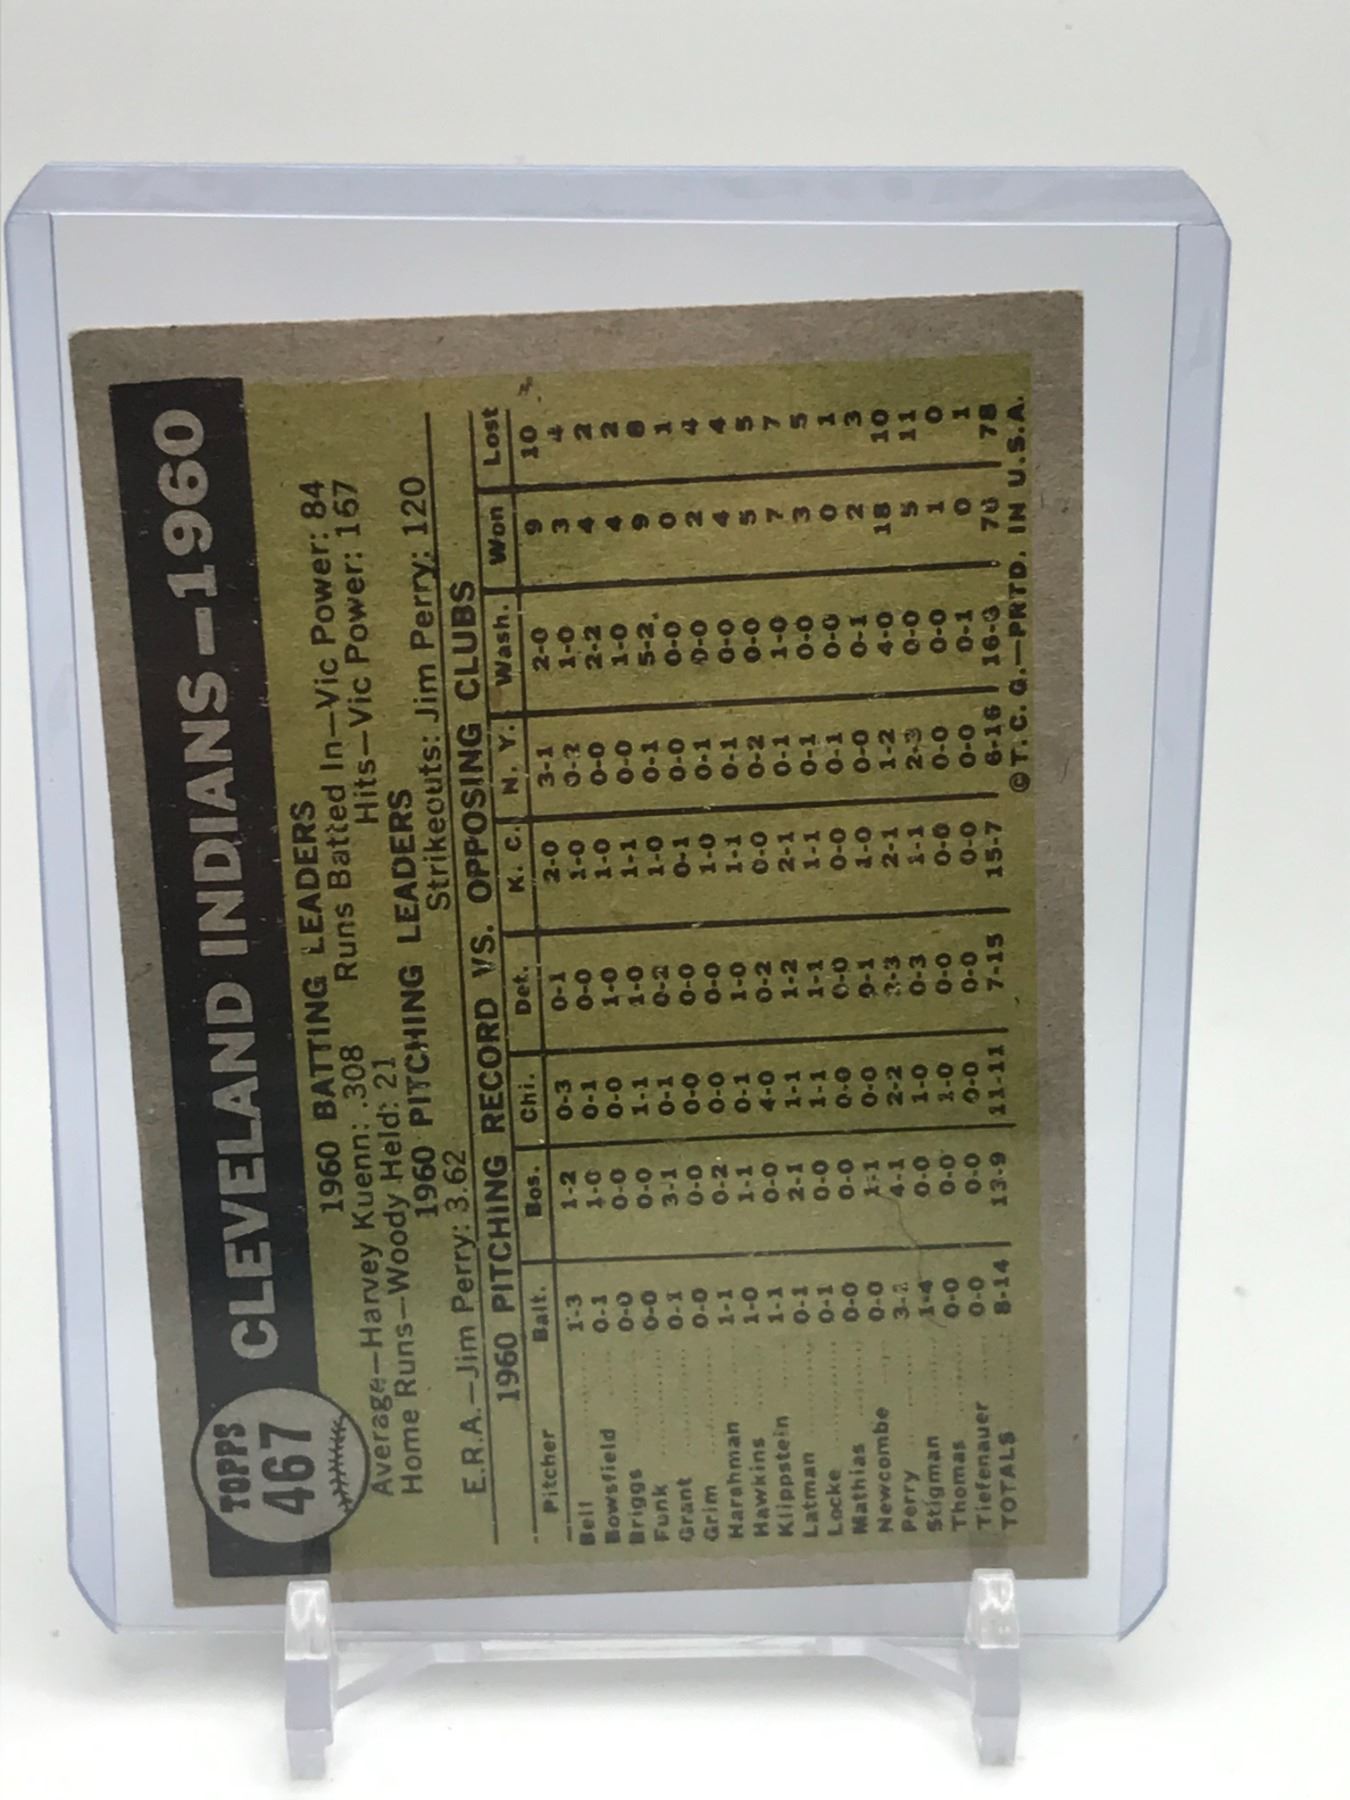 TOPPS
467
CLEVELAND INDIANS—1960
1960 BATTING LEADERS
Average—Harvey Kuenn: .308 Runs Batted In—Vic Power: 84
Home Runs—Woody Held: 21 Hits—Vic Power: 167
1960 PITCHING LEADERS
E.R.A.—Jim Perry: 3.62 Strikeouts: Jim Perry: 120
1960 PITCHING RECORD VS. OPPOSING CLUBS
Pitcher Balt. Bos. Chi. Det. K. C. N. Y. Wash. Won Lost
Bell 1-3 1-2 0-3 0-1 2-0 3-1 2-0 9 10
Bowsfield 0-1 1-0 0-1 0-0 1-0 0-2 1-0 3 4
Briggs 0-0 0-0 0-0 1-0 1-0 0-0 2-2 4 2
Funk 0-0 0-0 1-1 1-0 1-1 0-0 1-0 4 2
Grant 0-1 3-1 0-1 0-2 1-0 0-1 5-2 9 8
Grim 0-0 0-0 0-0 0-0 0-1 0-0 0-0 0 1
Harshman 1-1 0-2 0-0 0-0 1-0 0-1 0-0 2 4
Hawkins 1-0 1-1 0-1 1-0 1-1 0-1 0-0 4 4
Klippstein 1-1 0-0 4-0 0-2 0-0 0-2 0-0 5 5
Latman 0-1 2-1 1-1 1-2 2-1 0-1 1-0 7 7
Locke 0-1 0-0 1-1 1-1 1-1 0-1 0-0 3 5
Mathias 0-0 0-0 0-0 0-0 0-0 0-1 0-0 0 1
Newcombe 0-0 1-1 0-0 0-1 1-0 0-0 0-1 2 3
Perry 4-1 2-2 2-1 1-2 4-0 18 10
Stigman 1-4 0-0 1-0 0-3 1-1 2-3 0-0 5 11
Thomas 0-0 0-0 1-0 0-0 0-0 0-0 0-0 1 0
Tiefenauer 0-0 0-0 0-0 0-0 0-0 0-0 0-1 0 1
TOTALS 8-14 13-9 11-11 7-15 15-7 6-16 16-6 76 78
©T. C. G.—PRTD. IN U.S.A.